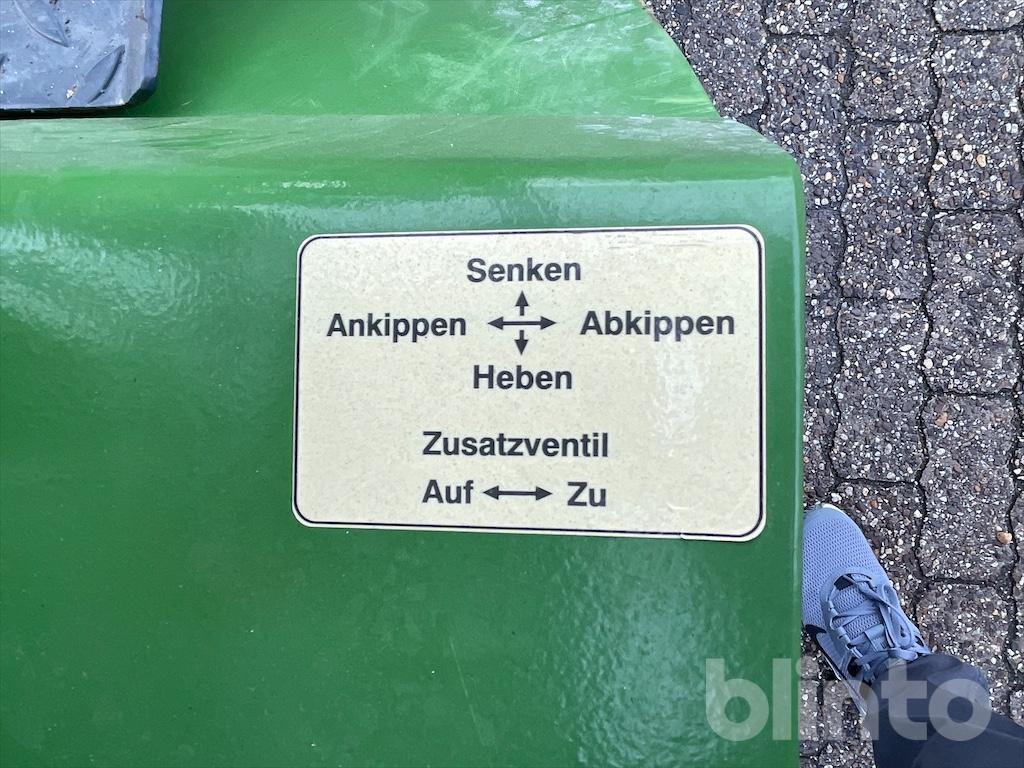 Senken
Ankippen Abkippen
Heben
Zusatzventil
Auf Zu
blinto